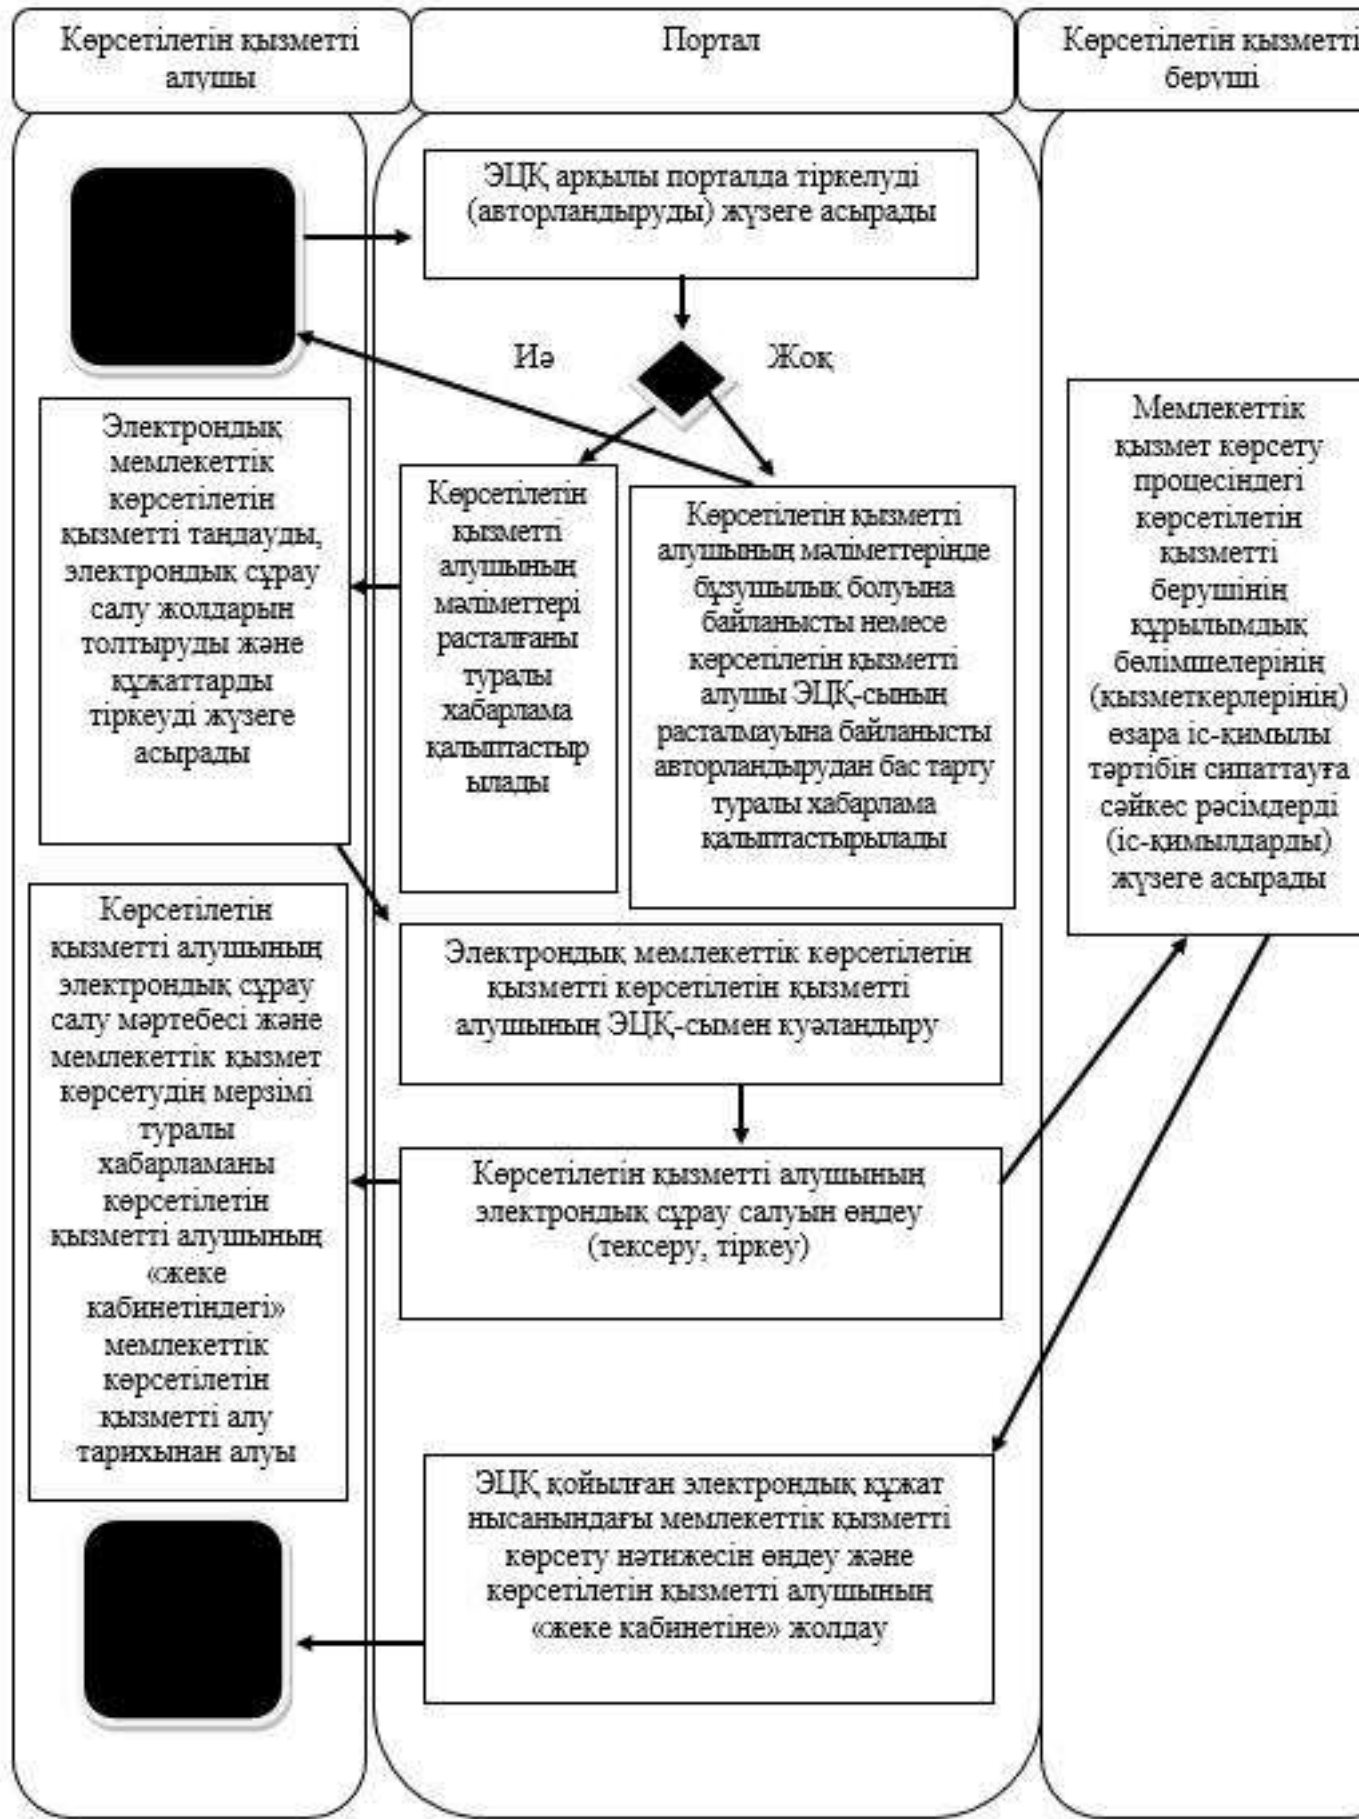 Көрсетілетін қызметті
алушы
Портал
Көрсетілетін қызметті
беруші
ЭЦҚ арқылы порталда тіркелуді
(авторландыруды) жүзеге асырады
Иә
Жоқ
Электрондық
мемлекеттік
көрсетілетін
қызметті таңдауды,
электрондық сұрау
салу жолдарын
толтыруды және
құжаттарды
тіркеуді жүзеге
асырады
Көрсетілетін
қызметті
алушының
мәліметтері
расталғаны
туралы
хабарлама
қалыптастыр
ылады
Көрсетілетін қызметті
алушының мәліметтерінде
бұзушылық болуына
байланысты немесе
көрсетілетін қызметті
алушы ЭЦҚ-сының
расталмауына байланысты
авторландырудан бас тарту
туралы хабарлама
қалыптастырылады
Мемлекеттік
қызмет көрсету
процесіндегі
көрсетілетін
қызметті
берушінің
құрылымдық
бөлімшелерінің
(қызметкерлерінің)
өзара іс-қимылы
тәртібін сипаттауға
сәйкес рәсімдерді
(іс-қимылдарды)
жүзеге асырады
Көрсетілетін
қызметті алушының
электрондық сұрау
салу мәртебесі және
мемлекеттік қызмет
көрсетудің мерзімі
туралы
хабарламаны
көрсетілетін
қызметті алушының
«жеке
кабинетіндегі»
мемлекеттік
көрсетілетін
қызметті алу
тарихынан алуы
Электрондық мемлекеттік көрсетілетін
қызметті көрсетілетін қызметті
алушының ЭЦҚ-сымен куәландыру
Көрсетілетін қызметті алушының
электрондық сұрау салуын өңдеу
(тексеру, тіркеу)
ЭЦҚ қойылған электрондық құжат
нысанындағы мемлекеттік қызметті
көрсету нәтижесін өңдеу және
көрсетілетін қызметті алушының
«жеке кабинетіне» жолдау